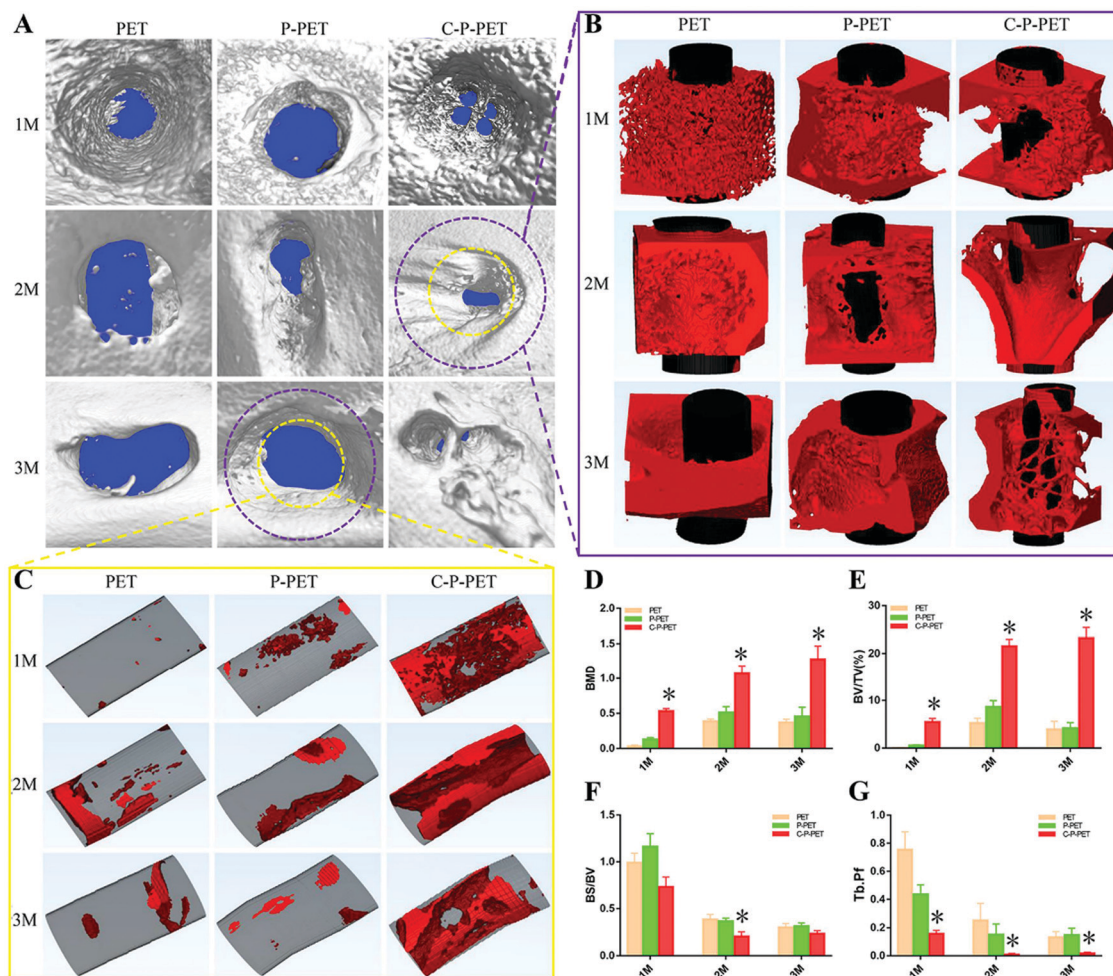 A PET P-PET C-P-PET
1M
2M
3M
B PET P-PET C-P-PET
1M
2M
3M
C PET P-PET C-P-PET
1M
2M
3M
D
2.0
1.5
1.0
0.5
0.0
BMD
PET
P-PET
C-P-PET
* * *
1M 2M 3M
E
30
20
10
0
BV/TV(%)
PET
P-PET
C-P-PET
* * *
1M 2M 3M
F
1.5
1.0
0.5
0.0
BS/BV
PET
P-PET
C-P-PET
*
1M 2M 3M
G
1.0
0.8
0.6
0.4
0.2
0.0
Tb.Pf
PET
P-PET
C-P-PET
* * *
1M 2M 3M